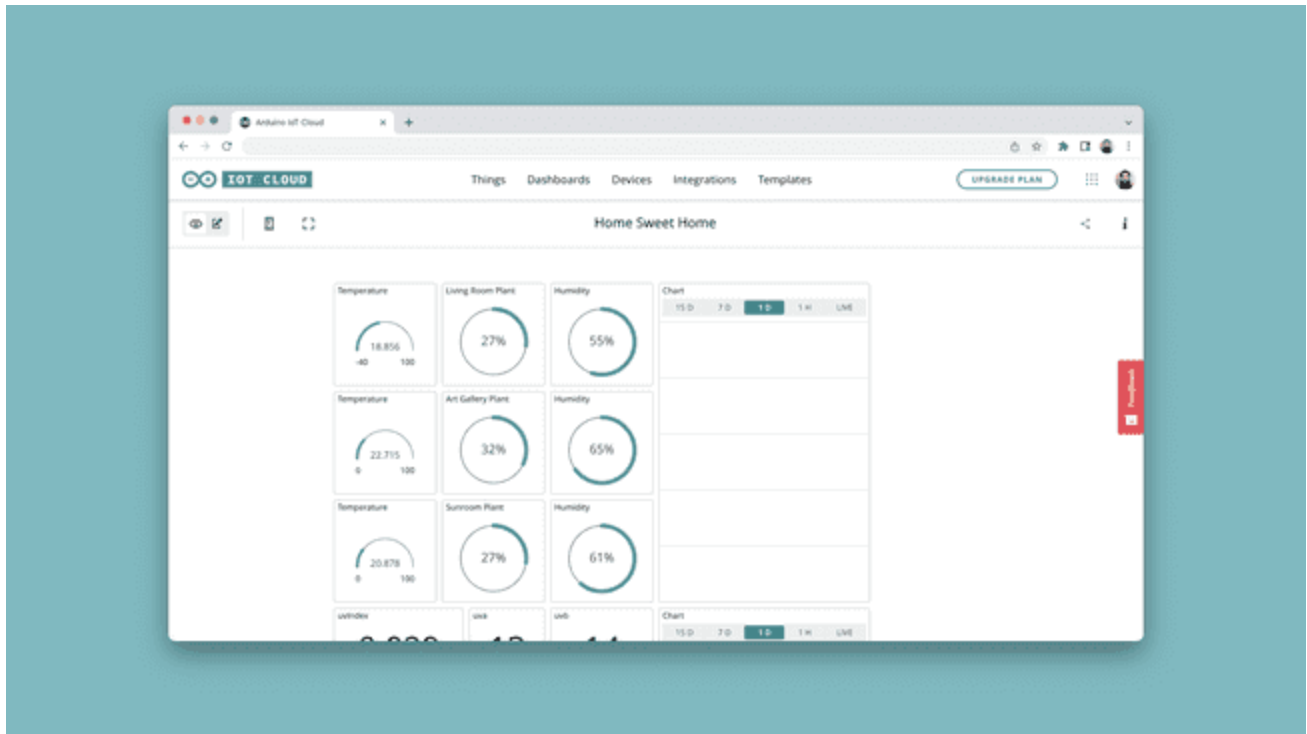 Arduino IoT Cloud
IOT CLOUD
Things Dashboards Devices Integrations Templates
UPGRADE PLAN
Home Sweet Home
Temperature Living Room Plant Humidity Chart
15 D 7 D 1 D 1 H LIVE
18.856 27% 55%
-40 100
Temperature Art Gallery Plant Humidity
22.715 32% 65%
0 100
Temperature Sunroom Plant Humidity
20.878 27% 61%
0 100
uvIndex uva uvb Chart
15 D 7 D 1 D 1 H LIVE
Feedback